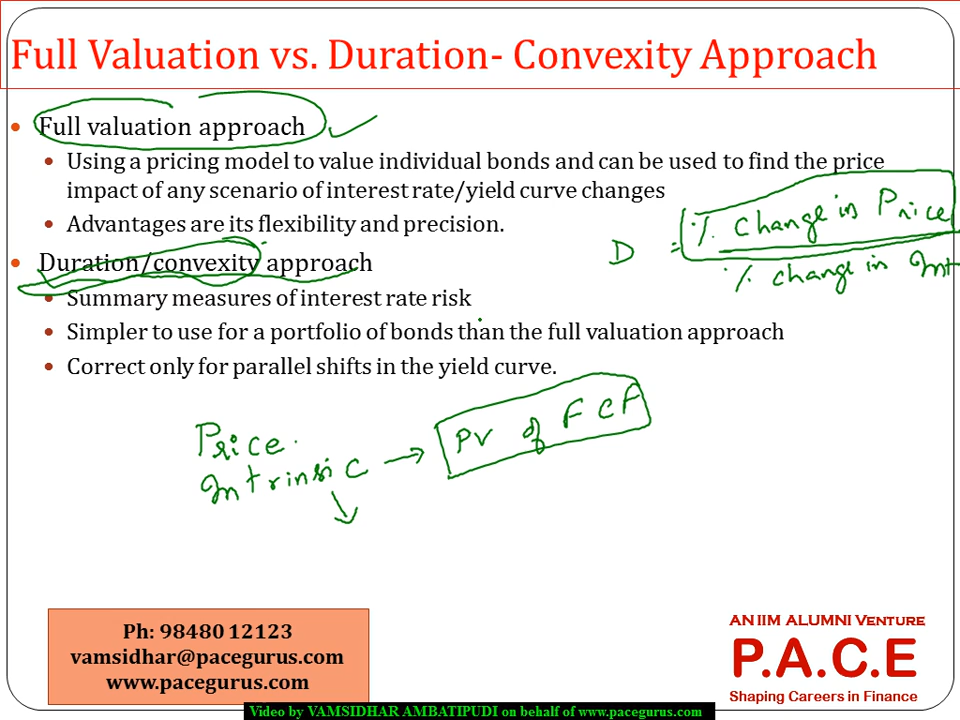 Full Valuation vs. Duration- Convexity Approach
• Full valuation approach
• Using a pricing model to value individual bonds and can be used to find the price
impact of any scenario of interest rate/yield curve changes
• Advantages are its flexibility and precision.
D = % Change in Price
% change in Int
• Duration/convexity approach
• Summary measures of interest rate risk
• Simpler to use for a portfolio of bonds than the full valuation approach
• Correct only for parallel shifts in the yield curve.
Price
Intrinsic → PV of FCF
Ph: 98480 12123
vamsidhar@pacegurus.com
www.pacegurus.com
AN IIM ALUMNI VENTURE
P.A.C.E
Shaping Careers in Finance
Video by VAMSIDHAR AMBATIPUDI on behalf of www.pacegurus.com